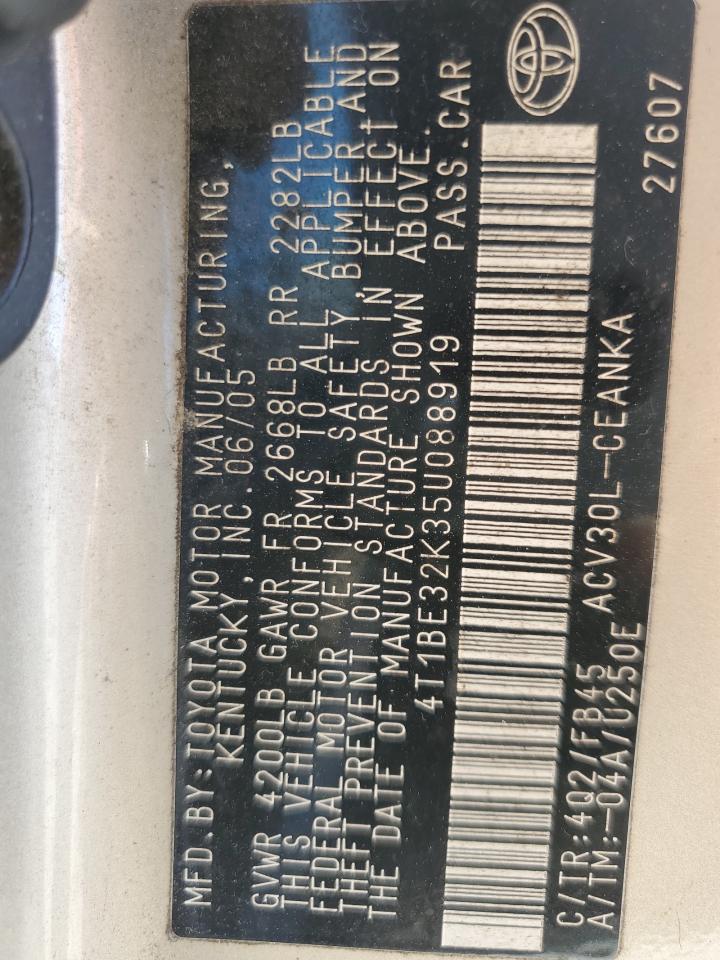 MFD.BY:TOYOTA MOTOR MANUFACTURING,
KENTUCKY, INC. 06/05
GVWR 4200LB GAWR FR 2668LB RR 2282LB
THIS VEHICLE CONFORMS TO ALL APPLICABLE
FEDERAL MOTOR VEHICLE SAFETY, BUMPER AND
THEFT PREVENTION STANDARDS IN EFFECT ON
THE DATE OF MANUFACTURE SHOWN ABOVE.
4T1BE32K35U088919 PASS.CAR
C/TR:4Q2/FB45 ACV30L-CEANKA 27607
A/TM:-04A/U250E